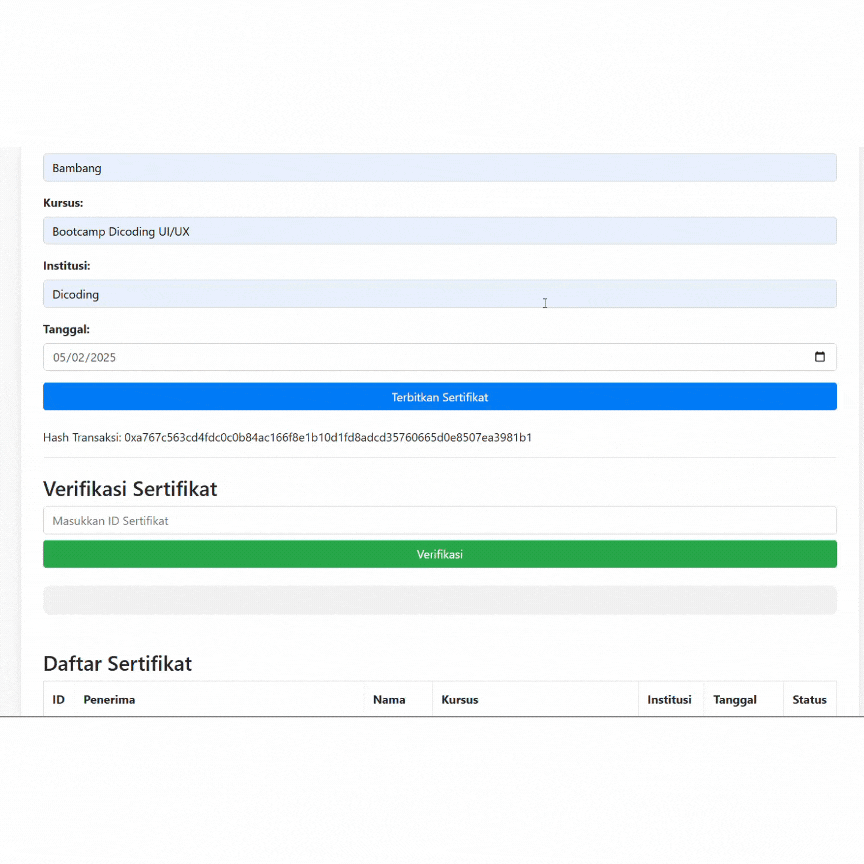 Bambang
Kursus:
Bootcamp Dicoding UI/UX
Institusi:
Dicoding
Tanggal:
05/02/2025
Terbitkan Sertifikat
Hash Transaksi: 0xa767c563cd4fdc0c0b84ac166f8e1b10d1fd8adcd35760665d0e8507ea3981b1
Verifikasi Sertifikat
Masukkan ID Sertifikat
Verifikasi
Daftar Sertifikat
ID Penerima Nama Kursus Institusi Tanggal Status